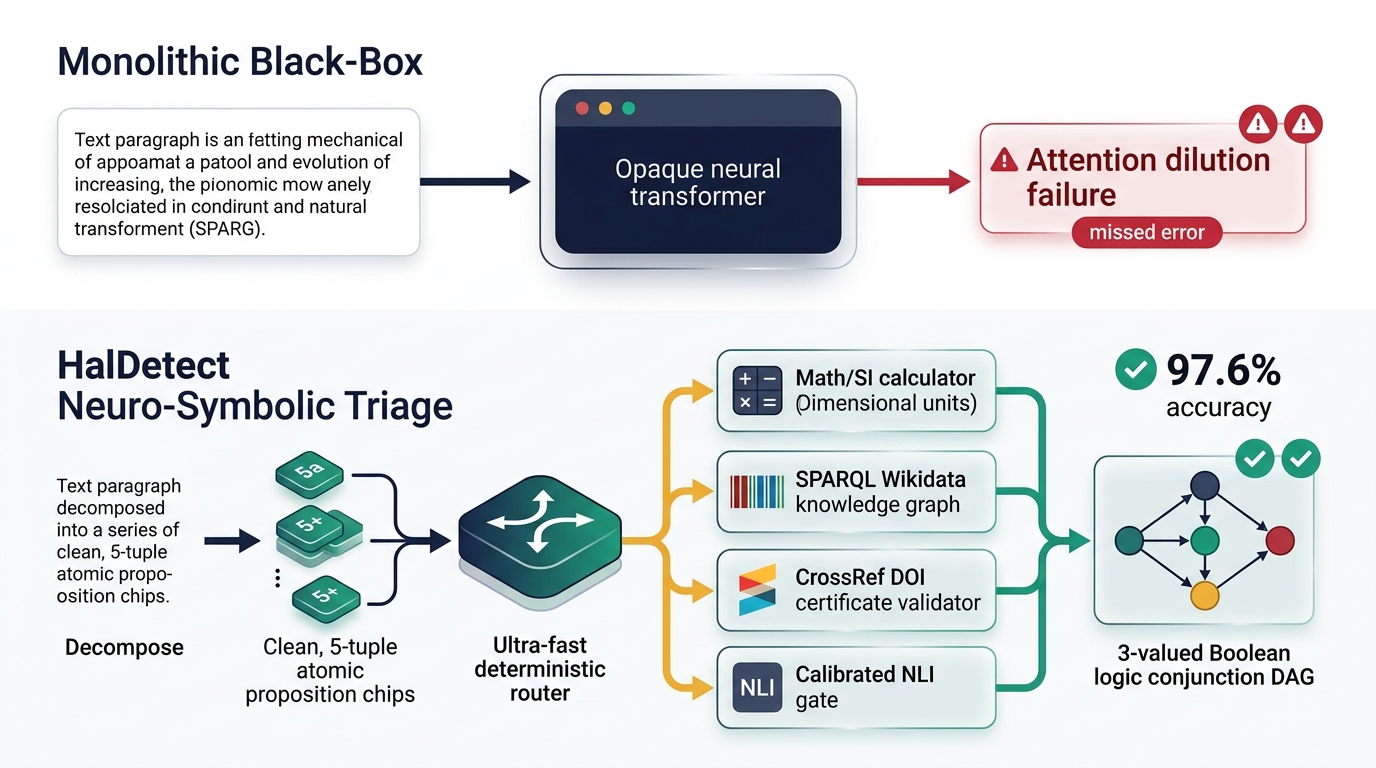 Monolithic Black-Box
Text paragraph is an fetting mechanical
of appoamat a patool and evolution of
increasing, the pionomic mow anely
resolciated in condirunt and natural
transforment (SPARG).
Opaque neural
transformer
Attention dilution
failure
missed error
HalDetect
Neuro-Symbolic Triage
Text paragraph
decomposed
into a series of
clean, 5-tuple
atomic propo-
sition chips.
Decompose
5a
5+
5+
Clean, 5-tuple
atomic
proposition chips
Ultra-fast
deterministic
router
Math/SI calculator
(Dimensional units)
SPARQL Wikidata
knowledge graph
CrossRef DOI
certificate validator
NLI
Calibrated NLI
gate
97.6%
accuracy
3-valued Boolean
logic conjunction DAG